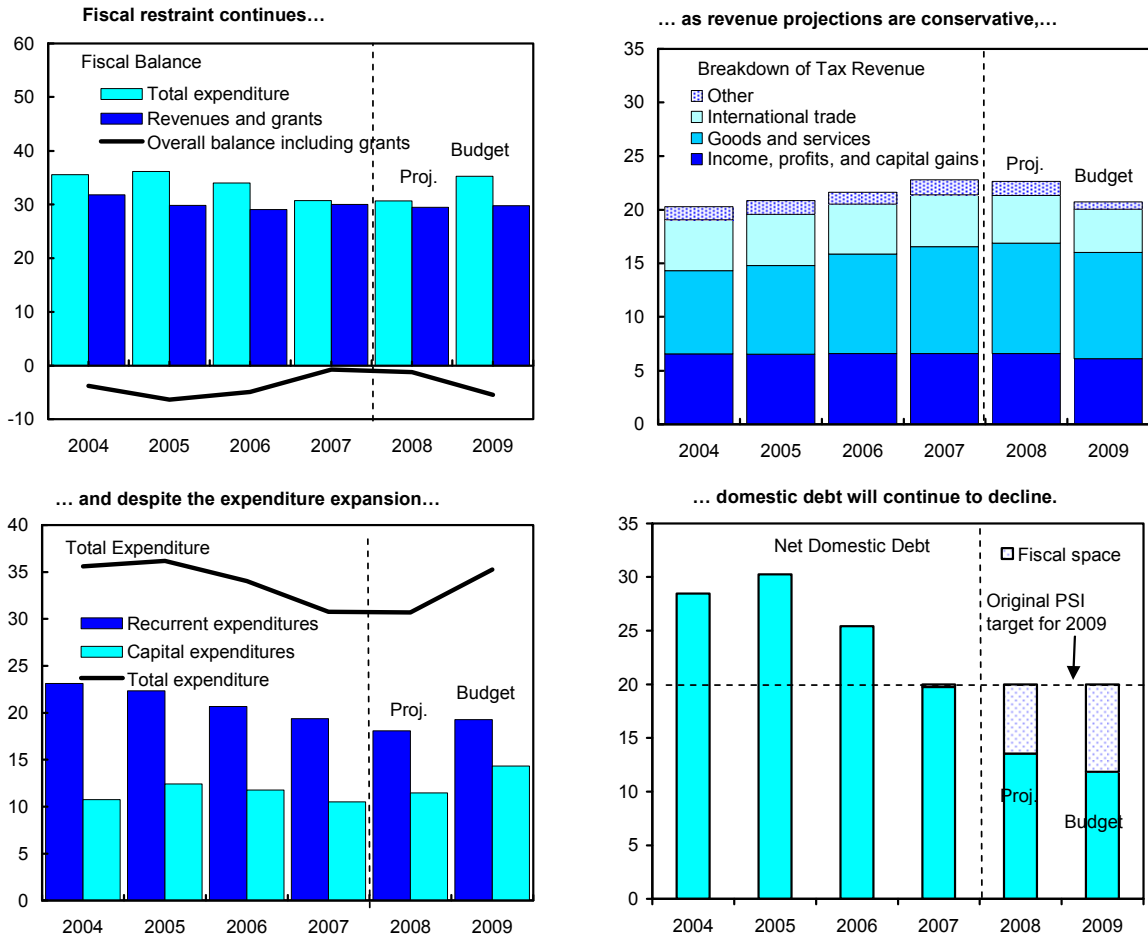 Fiscal restraint continues…
60
50
40
30
20
10
0
-10
Fiscal Balance
Total expenditure
Revenues and grants
Overall balance including grants
Proj.
Budget
2004 2005 2006 2007 2008 2009
… as revenue projections are conservative,…
35
30
25
20
15
10
5
0
Breakdown of Tax Revenue
Other
International trade
Goods and services
Income, profits, and capital gains
Proj.
Budget
2004 2005 2006 2007 2008 2009
… and despite the expenditure expansion…
40
35
30
25
20
15
10
5
0
Total Expenditure
Recurrent expenditures
Capital expenditures
Total expenditure
Proj.
Budget
2004 2005 2006 2007 2008 2009
… domestic debt will continue to decline.
35
30
25
20
15
10
5
0
Net Domestic Debt
Fiscal space
Original PSI
target for 2009
Proj.
Budget
2004 2005 2006 2007 2008 2009